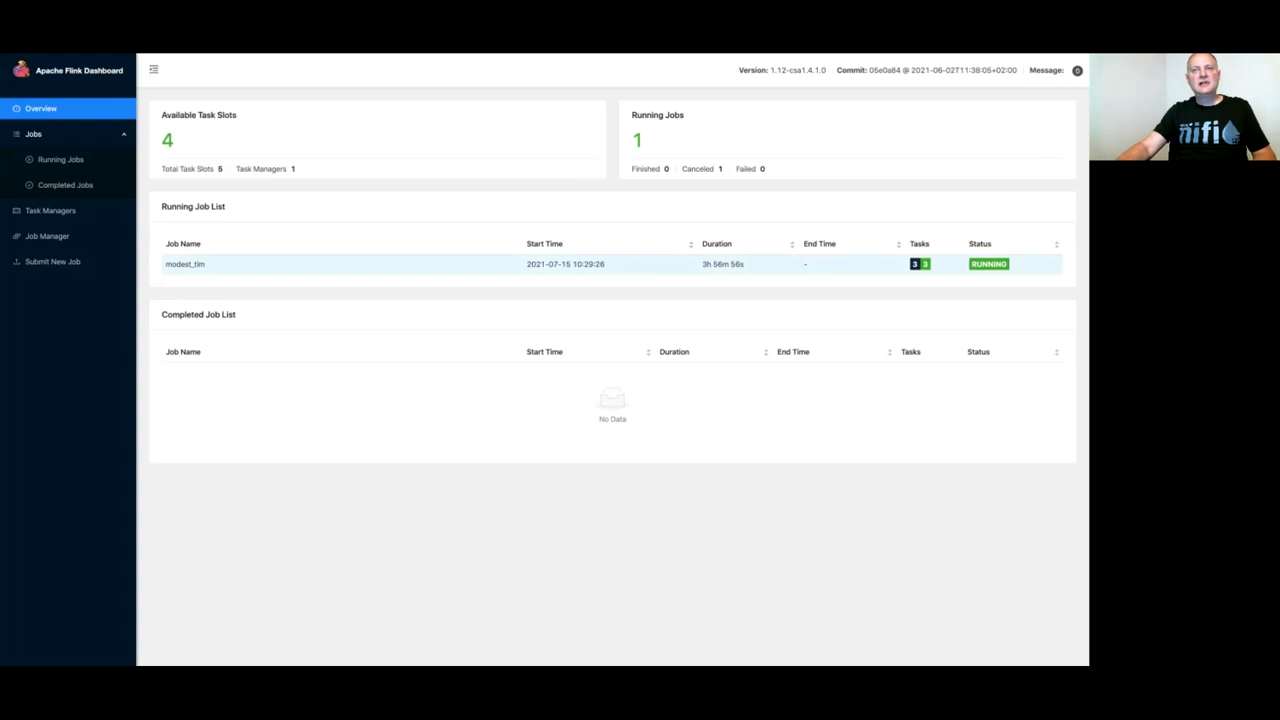 Apache Flink Dashboard
Version: 1.12-csa1.4.1.0 Commit: 05e0a84 @ 2021-06-02T11:38:05+02:00 Message: 0
Overview
Jobs
Running Jobs
Completed Jobs
Task Managers
Job Manager
Submit New Job
Available Task Slots
4
Total Task Slots 5 Task Managers 1
Running Jobs
1
Finished 0 Canceled 1 Failed 0
Running Job List
Job Name Start Time Duration End Time Tasks Status
modest_tim 2021-07-15 10:29:26 3h 56m 56s - 3 3 RUNNING
Completed Job List
Job Name Start Time Duration End Time Tasks Status
No Data
nifi